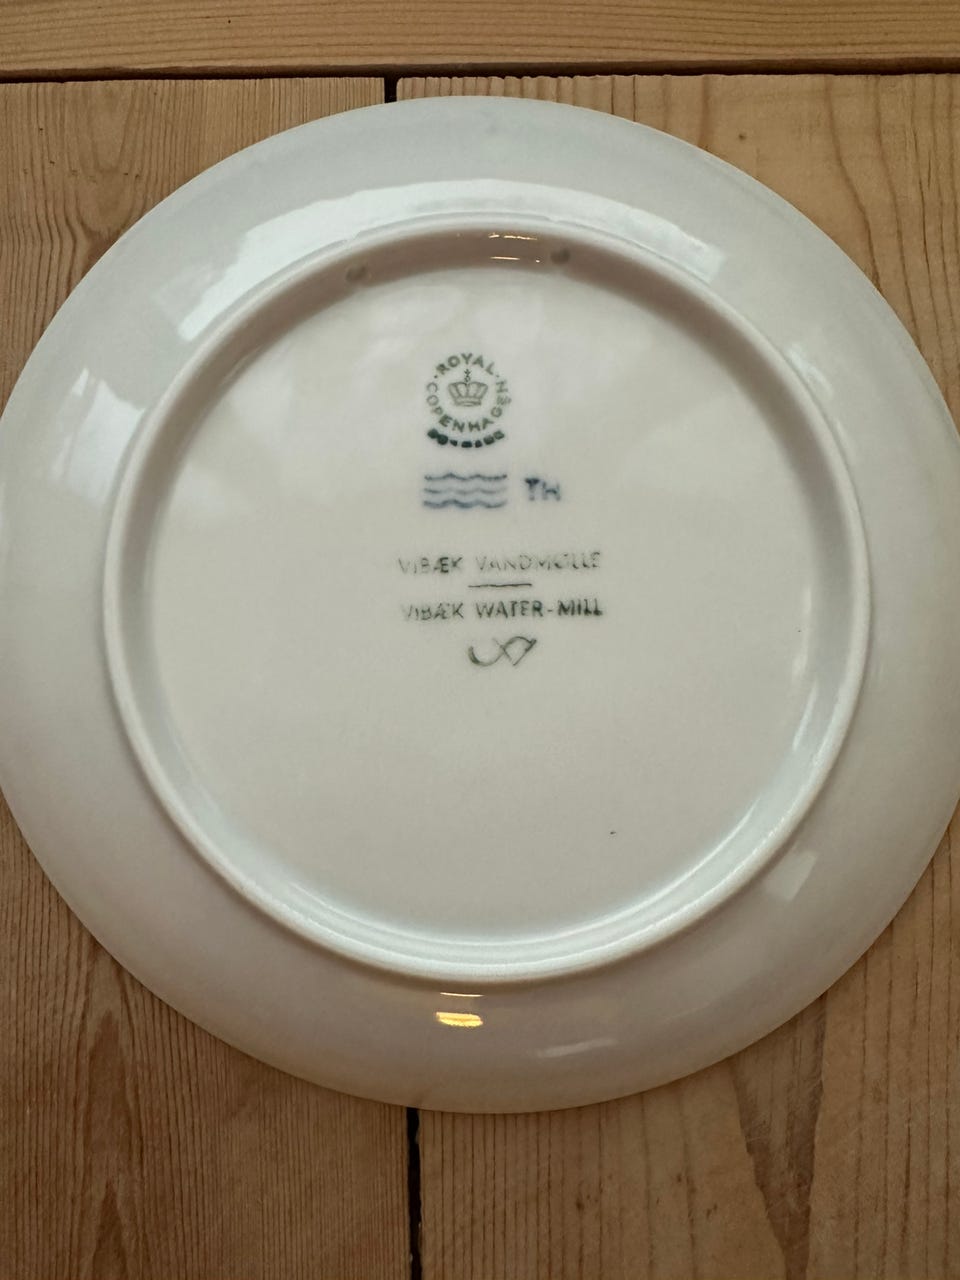 ROYAL COPENHAGEN
TH
VIBÆK VANDMØLLE
VIBÆK WATER-MILL